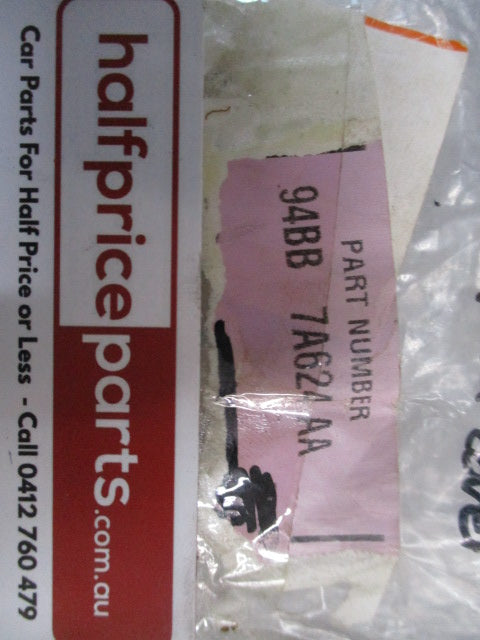 halfpriceparts.com.au
Car Parts For Half Price or Less - Call 0412 760 479
PART NUMBER
94BB 7A624 AA